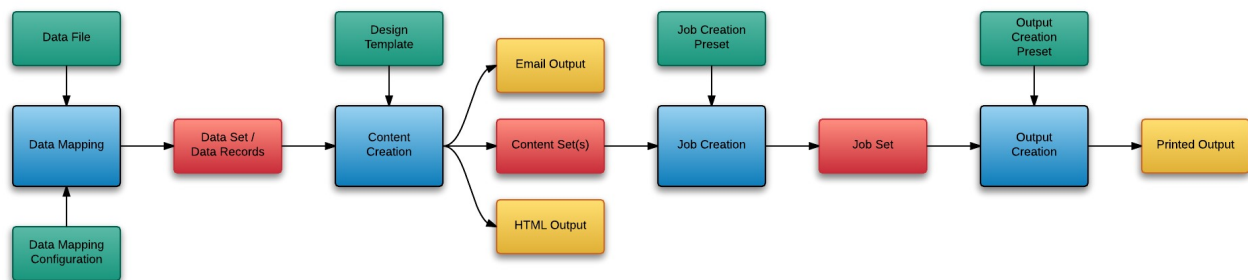 Data File
Design
Template
Job Creation
Preset
Output
Creation
Preset
Email Output
Data Mapping
Data Set /
Data Records
Content
Creation
Content Set(s)
Job Creation
Job Set
Output
Creation
Printed Output
HTML Output
Data Mapping
Configuration